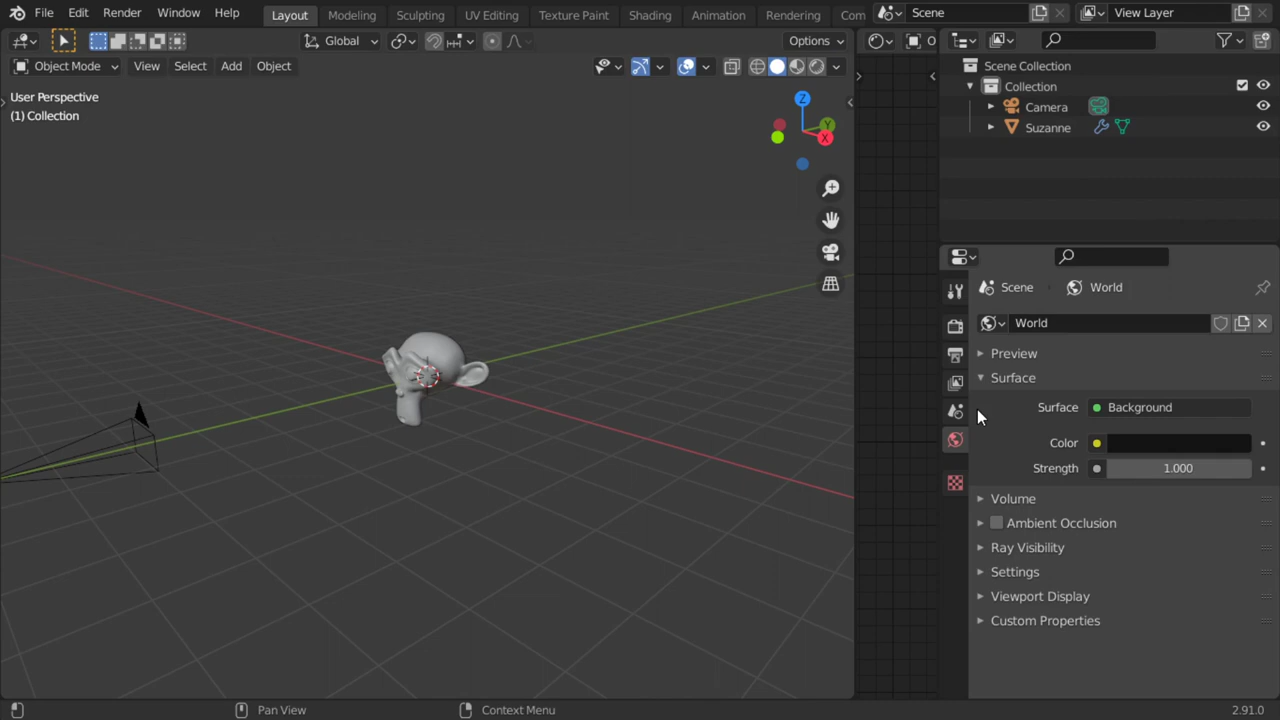 File Edit Render Window Help Layout Modeling Sculpting UV Editing Texture Paint Shading Animation Rendering Com Scene View Layer
Global Options O
Object Mode View Select Add Object
User Perspective
(1) Collection
Z
Y
X
Scene Collection
Collection
Camera
Suzanne
Scene World
World
Preview
Surface
Surface Background
Color
Strength 1.000
Volume
Ambient Occlusion
Ray Visibility
Settings
Viewport Display
Custom Properties
Pan View Context Menu 2.91.0